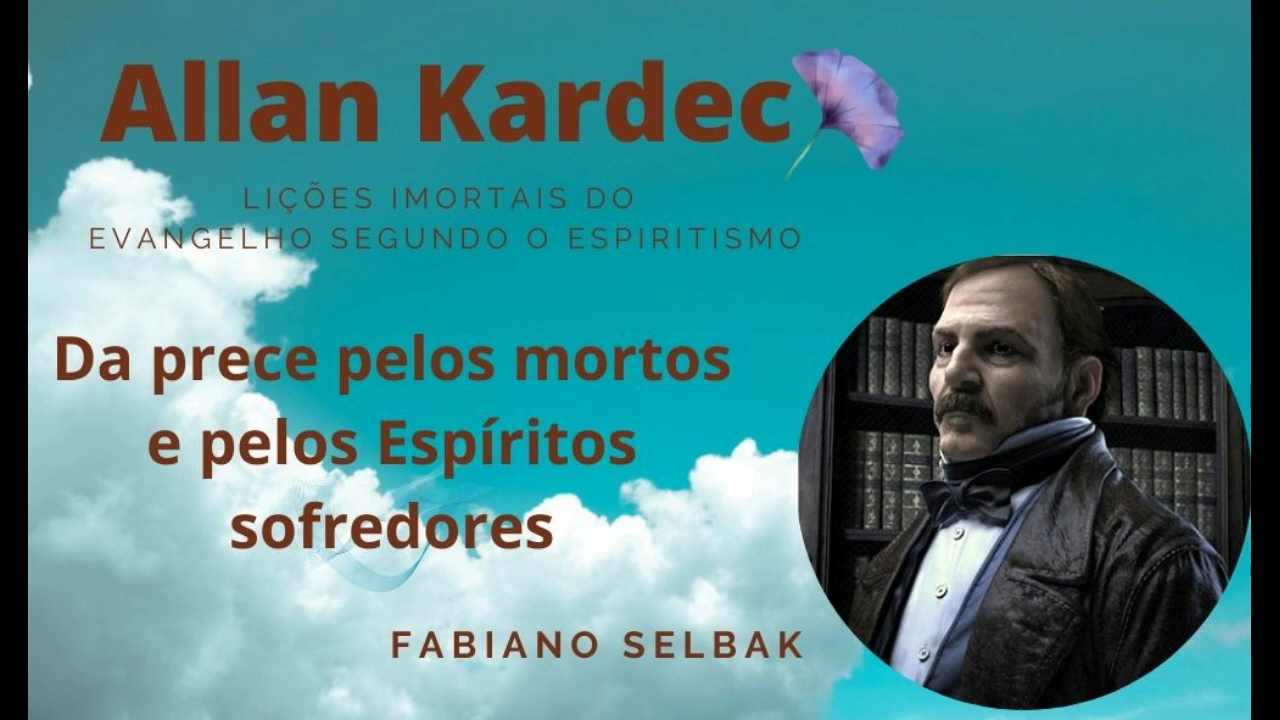 Allan Kardec
LIÇÕES IMORTAIS DO
EVANGELHO SEGUNDO O ESPIRITISMO
Da prece pelos mortos
e pelos Espíritos
sofredores
FABIANO SELBAK